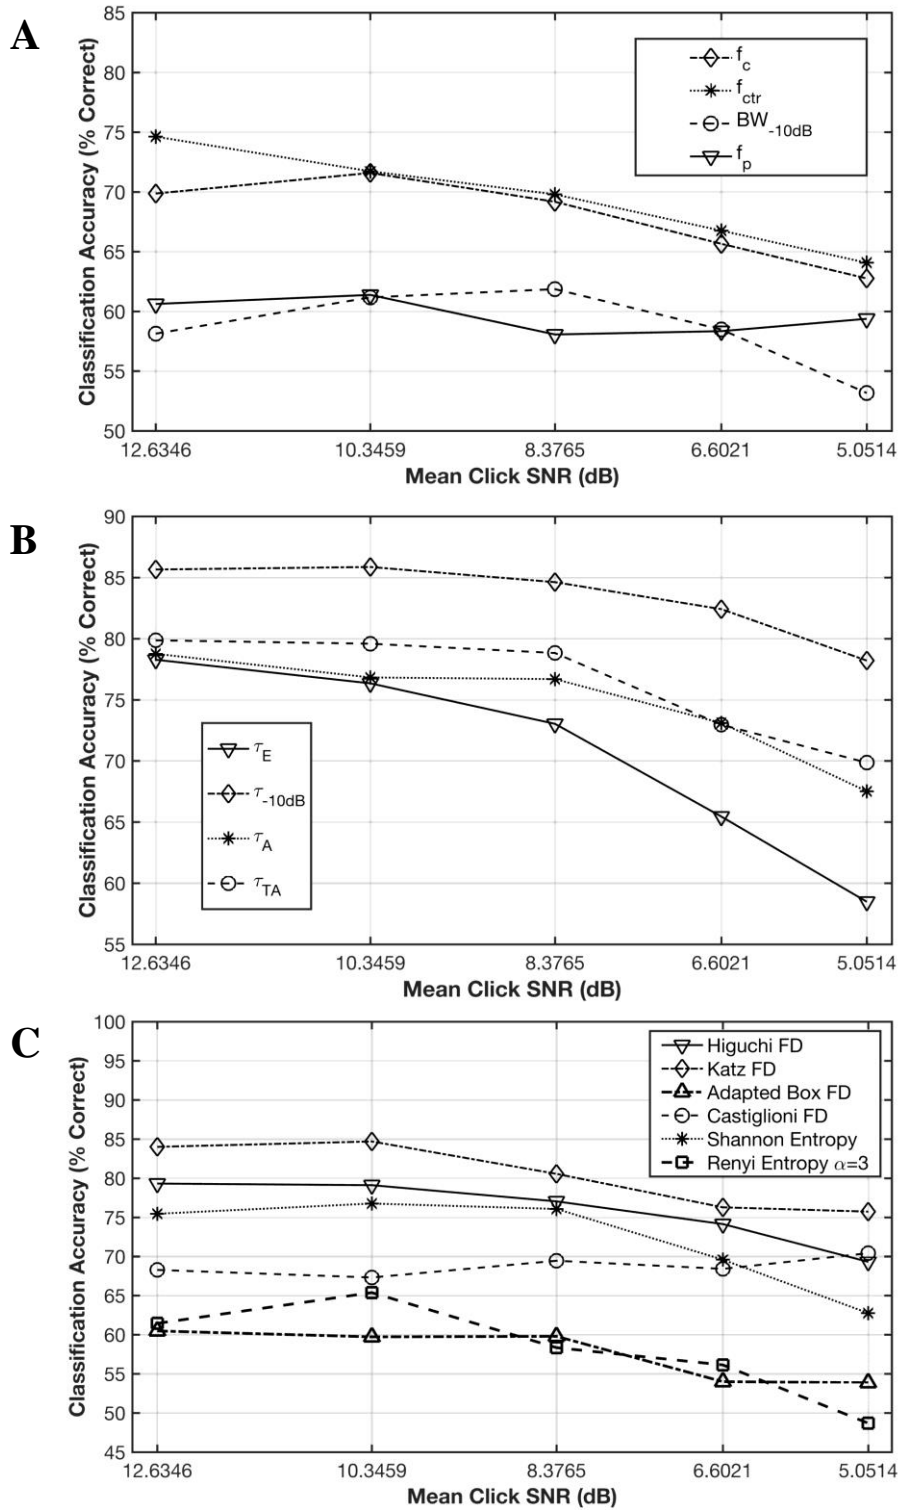 A
Classification Accuracy (% Correct)
85
80
75
70
65
60
55
50
f_c
f_ctr
BW_-10dB
f_p
12.6346 10.3459 8.3765 6.6021 5.0514
Mean Click SNR (dB)
B
Classification Accuracy (% Correct)
90
85
80
75
70
65
60
55
τ_E
τ_-10dB
τ_A
τ_TA
12.6346 10.3459 8.3765 6.6021 5.0514
Mean Click SNR (dB)
C
Classification Accuracy (% Correct)
100
95
90
85
80
75
70
65
60
55
50
45
Higuchi FD
Katz FD
Adapted Box FD
Castiglioni FD
Shannon Entropy
Renyi Entropy α=3
12.6346 10.3459 8.3765 6.6021 5.0514
Mean Click SNR (dB)